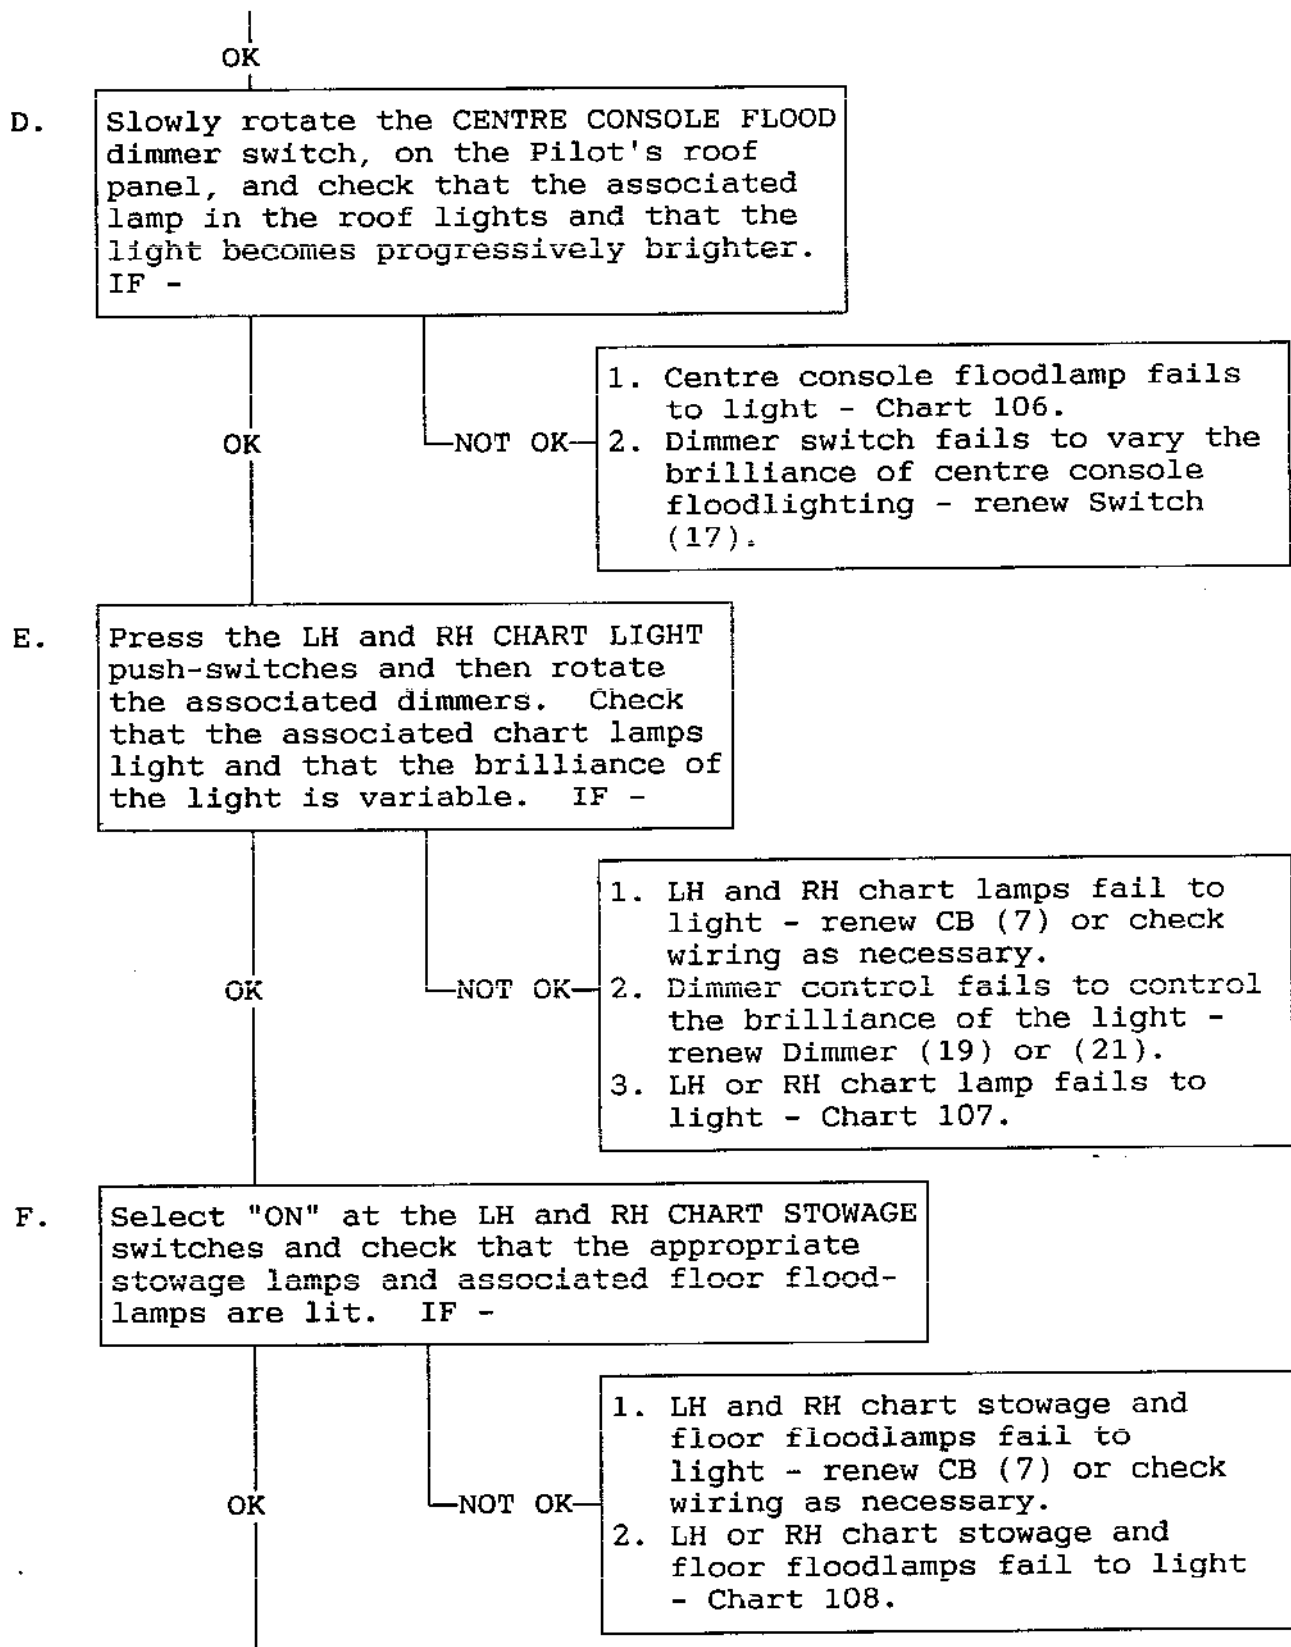 OK
D.
Slowly rotate the CENTRE CONSOLE FLOOD
dimmer switch, on the Pilot's roof
panel, and check that the associated
lamp in the roof lights and that the
light becomes progressively brighter.
IF -
OK
NOT OK
1. Centre console floodlamp fails
to light - Chart 106.
2. Dimmer switch fails to vary the
brilliance of centre console
floodlighting - renew Switch
(17).
E.
Press the LH and RH CHART LIGHT
push-switches and then rotate
the associated dimmers. Check
that the associated chart lamps
light and that the brilliance of
the light is variable. IF -
OK
NOT OK
1. LH and RH chart lamps fail to
light - renew CB (7) or check
wiring as necessary.
2. Dimmer control fails to control
the brilliance of the light -
renew Dimmer (19) or (21).
3. LH or RH chart lamp fails to
light - Chart 107.
F.
Select "ON" at the LH and RH CHART STOWAGE
switches and check that the appropriate
stowage lamps and associated floor flood-
lamps are lit. IF -
OK
NOT OK
1. LH and RH chart stowage and
floor floodlamps fail to
light - renew CB (7) or check
wiring as necessary.
2. LH or RH chart stowage and
floor floodlamps fail to light
- Chart 108.